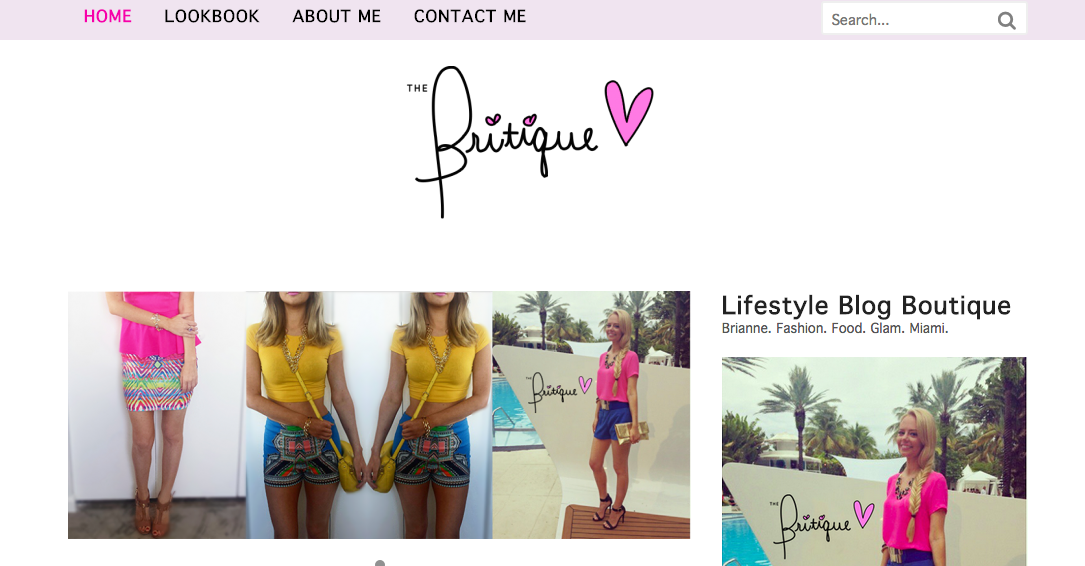 HOME LOOKBOOK ABOUT ME CONTACT ME
Search...
THE
Britique
Lifestyle Blog Boutique
Brianne. Fashion. Food. Glam. Miami.
THE
Britique
THE
Britique